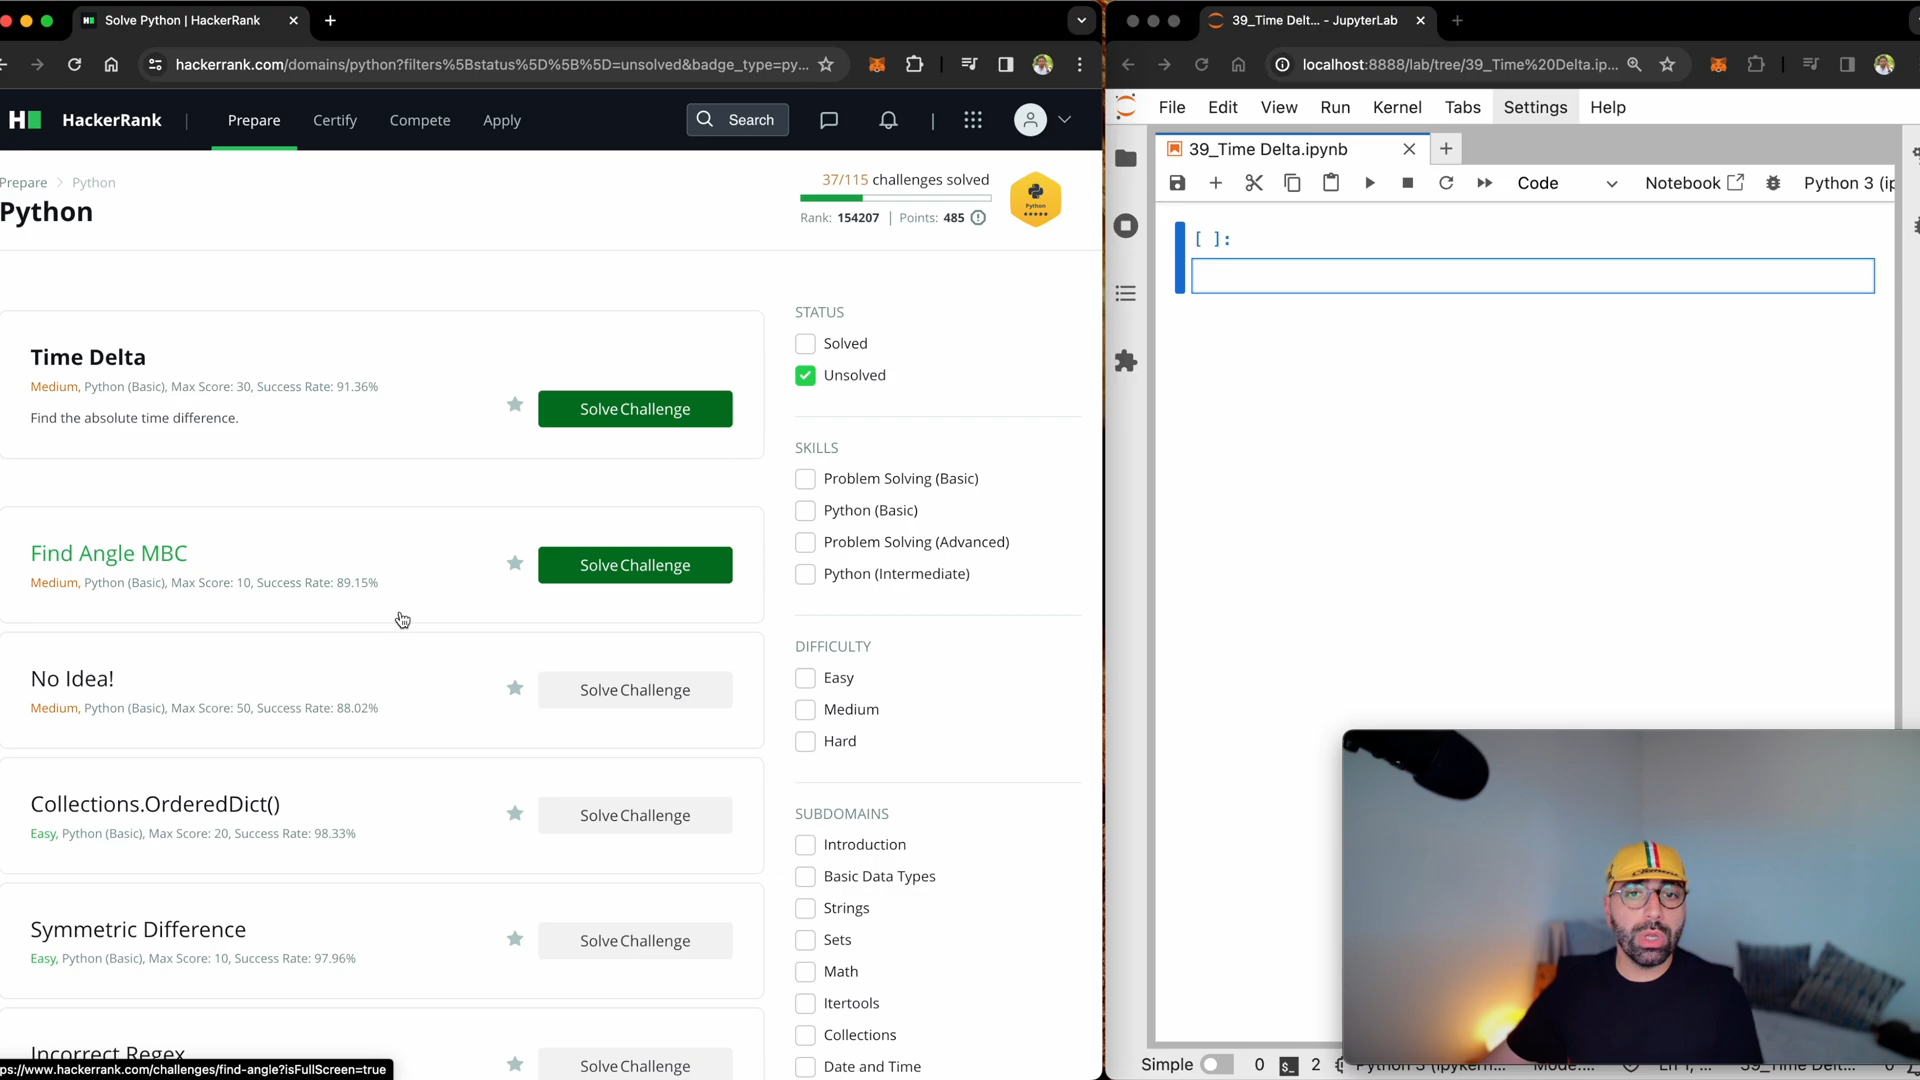 Solve Python | HackerRank
39_Time Delt... - JupyterLab
hackerrank.com/domains/python?filters%5Bstatus%5D%5B%5D=unsolved&badge_type=py...
localhost:8888/lab/tree/39_Time%20Delta.ip...
H
HackerRank
Prepare
Certify
Compete
Apply
Search
File
Edit
View
Run
Kernel
Tabs
Settings
Help
39_Time Delta.ipynb
Code
Notebook
Python 3 (ip
[ ]:
Prepare > Python
Python
37/115 challenges solved
Rank: 154207 | Points: 485
Python
Time Delta
Medium, Python (Basic), Max Score: 30, Success Rate: 91.36%
Find the absolute time difference.
Solve Challenge
Find Angle MBC
Medium, Python (Basic), Max Score: 10, Success Rate: 89.15%
Solve Challenge
No Idea!
Medium, Python (Basic), Max Score: 50, Success Rate: 88.02%
Solve Challenge
Collections.OrderedDict()
Easy, Python (Basic), Max Score: 20, Success Rate: 98.33%
Solve Challenge
Symmetric Difference
Easy, Python (Basic), Max Score: 10, Success Rate: 97.96%
Solve Challenge
Incorrect Regex
Solve Challenge
ps://www.hackerrank.com/challenges/find-angle?isFullScreen=true
STATUS
Solved
Unsolved
SKILLS
Problem Solving (Basic)
Python (Basic)
Problem Solving (Advanced)
Python (Intermediate)
DIFFICULTY
Easy
Medium
Hard
SUBDOMAINS
Introduction
Basic Data Types
Strings
Sets
Math
Itertools
Collections
Date and Time
Simple
0
2